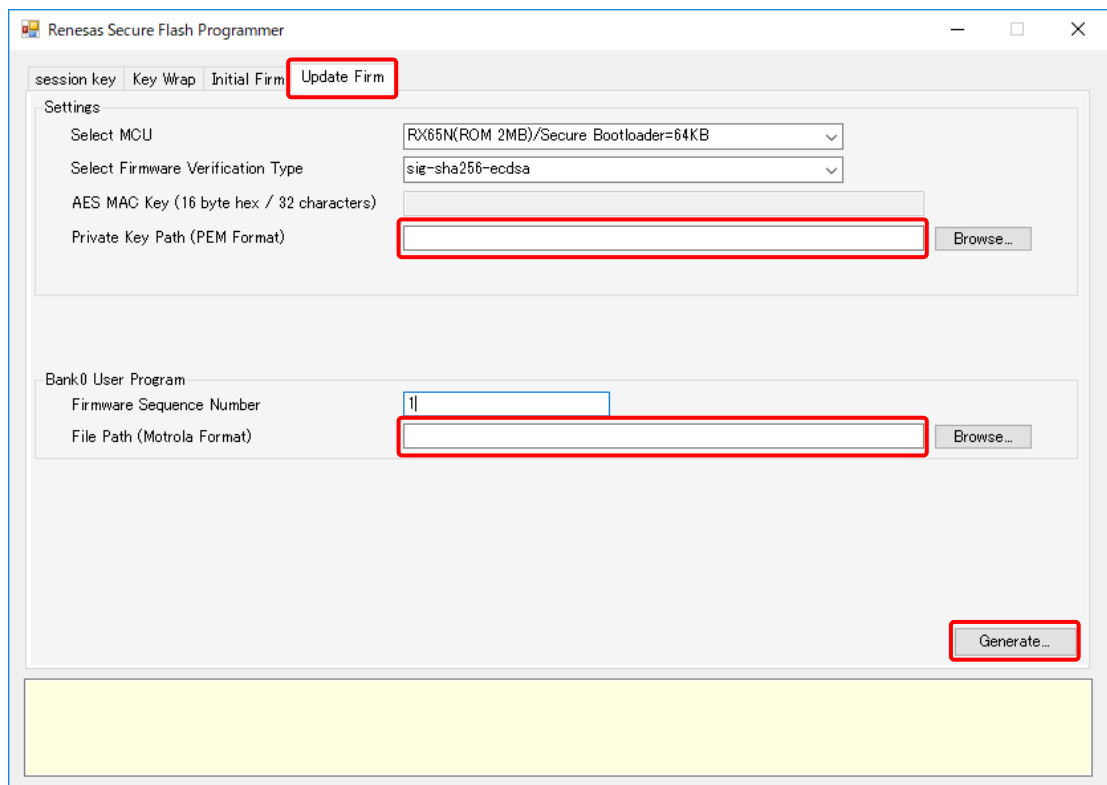 Renesas Secure Flash Programmer
session key Key Wrap Initial Firm Update Firm
Settings
Select MCU RX65N(ROM 2MB)/Secure Bootloader=64KB
Select Firmware Verification Type sig-sha256-ecdsa
AES MAC Key (16 byte hex / 32 characters)
Private Key Path (PEM Format) Browse...
Bank0 User Program
Firmware Sequence Number 1
File Path (Motrola Format) Browse...
Generate...